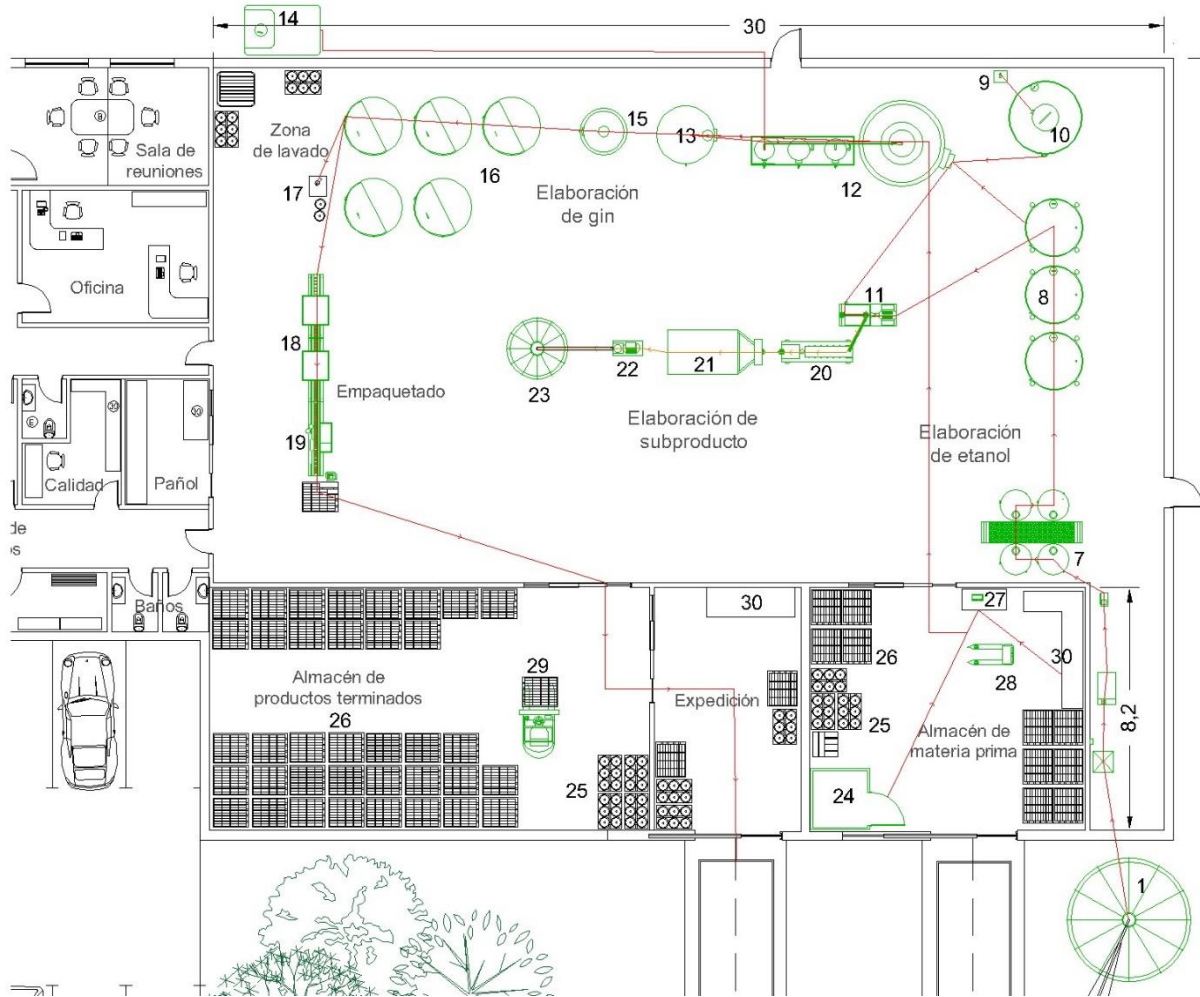 14
30
9
10
Sala de
reuniones
Zona
de lavado
15
13
16
12
17
Elaboración
de gin
Oficina
11
8
18
22
21
20
23
Empaquetado
Elaboración de
subproducto
Elaboración
de etanol
19
Calidad
Pañol
de
os
7
Baños
30
27
26
30
28
8,2
Almacén de
productos terminados
26
29
Expedición
25
Almacén de
materia prima
25
24
1